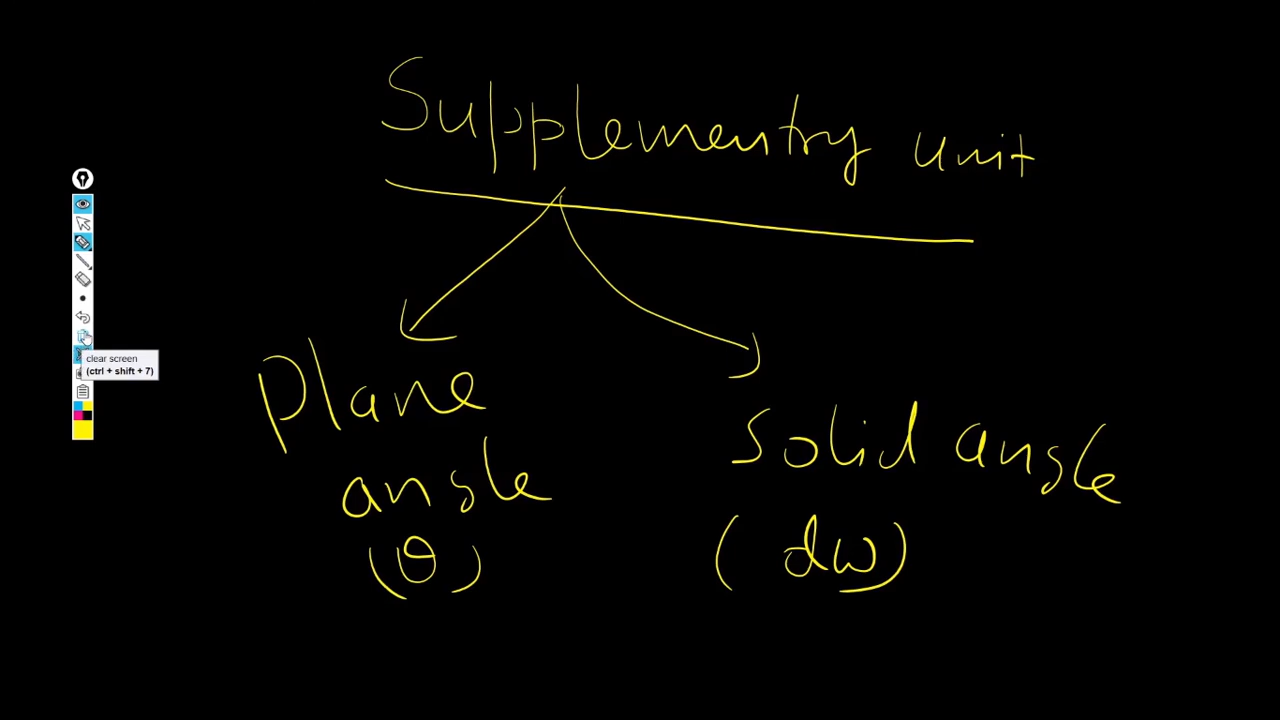 Supplementry unit
Plane
angle
(θ)
solid angle
(dω)
clear screen
(ctrl + shift + 7)